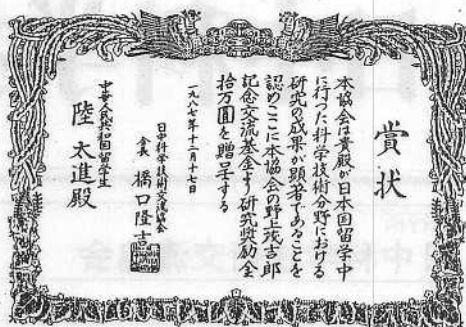 賞状
本協会は貴殿が日本国留学中
に行つた科学技術分野における
研究の成果が顕著であることを
認めここに本協会の野上茂吉郎
記念交流基金より研究奨励金
拾万圓を贈呈する
一九八七年十二月十七日
日中科学技術交流協会
会長 橋口隆吉
中華人民共和国留学生
陸太進殿